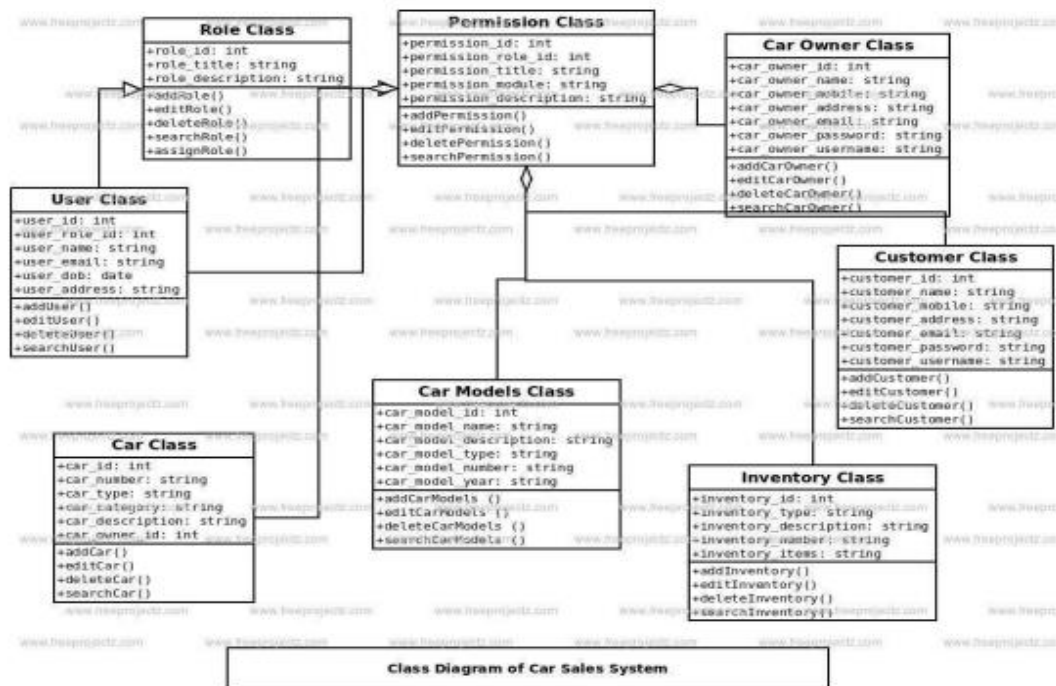 Role Class
+role_id: int
+role_title: string
+role_description: string
+addRole()
+editRole()
+deleteRole()
+searchRole()
+assignRole()
Permission Class
+permission_id: int
+permission_role_id: int
+permission_title: string
+permission_module: string
+permission_description: string
+addPermission()
+editPermission()
+deletePermission()
+searchPermission()
Car Owner Class
+car_owner_id: int
+car_owner_name: string
+car_owner_mobile: string
+car_owner_address: string
+car_owner_email: string
+car_owner_password: string
+car_owner_username: string
+addCarOwner()
+editCarOwner()
+deleteCarOwner()
+searchCarOwner()
User Class
+user_id: int
+user_role_id: int
+user_name: string
+user_email: string
+user_dob: date
+user_address: string
+addUser()
+editUser()
+deleteUser()
+searchUser()
Customer Class
+customer_id: int
+customer_name: string
+customer_mobile: string
+customer_address: string
+customer_email: string
+customer_password: string
+customer_username: string
+addCustomer()
+editCustomer()
+deleteCustomer()
+searchCustomer()
Car Models Class
+car_model_id: int
+car_model_name: string
+car_model_description: string
+car_model_type: string
+car_model_number: string
+car_model_year: string
+addCarModels ()
+editCarModels ()
+deleteCarModels ()
+searchCarModels ()
Car Class
+car_id: int
+car_number: string
+car_type: string
+car_category: string
+car_description: string
+car_owner_id: int
+addCar()
+editCar()
+deleteCar()
+searchCar()
Inventory Class
+inventory_id: int
+inventory_type: string
+inventory_description: string
+inventory_number: string
+inventory_items: string
+addInventory()
+editInventory()
+deleteInventory()
+searchInventory()
Class Diagram of Car Sales System
www.freeprojectz.com